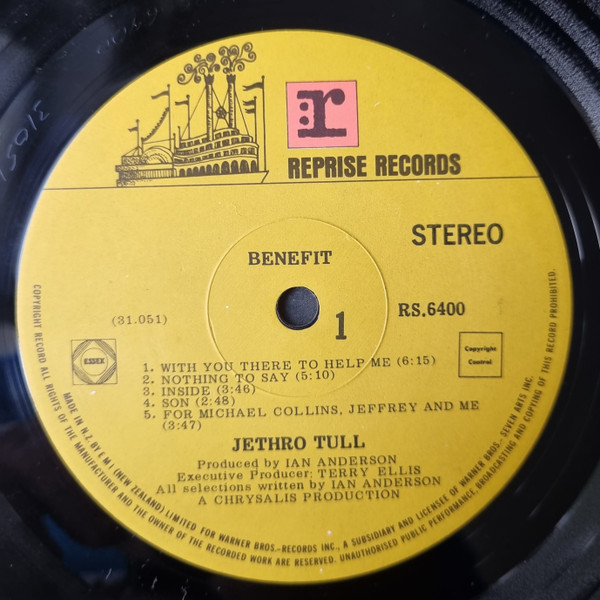 r
REPRISE RECORDS
STEREO
BENEFIT
1
RS.6400
(31.051)
ESSEX
Copyright
Control
1. WITH YOU THERE TO HELP ME (6:15)
2. NOTHING TO SAY (5:10)
3. INSIDE (3:46)
4. SON (2:48)
5. FOR MICHAEL COLLINS, JEFFREY AND ME
(3:47)
JETHRO TULL
Produced by IAN ANDERSON
Executive Producer: TERRY ELLIS
All selections written by IAN ANDERSON
A CHRYSALIS PRODUCTION
MADE IN N.Z. BY E M I (NEW ZEALAND) LIMITED FOR WARNER BROS.-RECORDS INC., A SUBSIDIARY AND LICENSEE OF WARNER BROS.- SEVEN ARTS INC.
COPYRIGHT RECORD ALL RIGHTS OF THE MANUFACTURER AND THE OWNER OF THE RECORDED WORK ARE RESERVED. UNAUTHORISED PUBLIC PERFORMANCE, BROADCASTING AND COPYING OF THIS RECORD PROHIBITED.